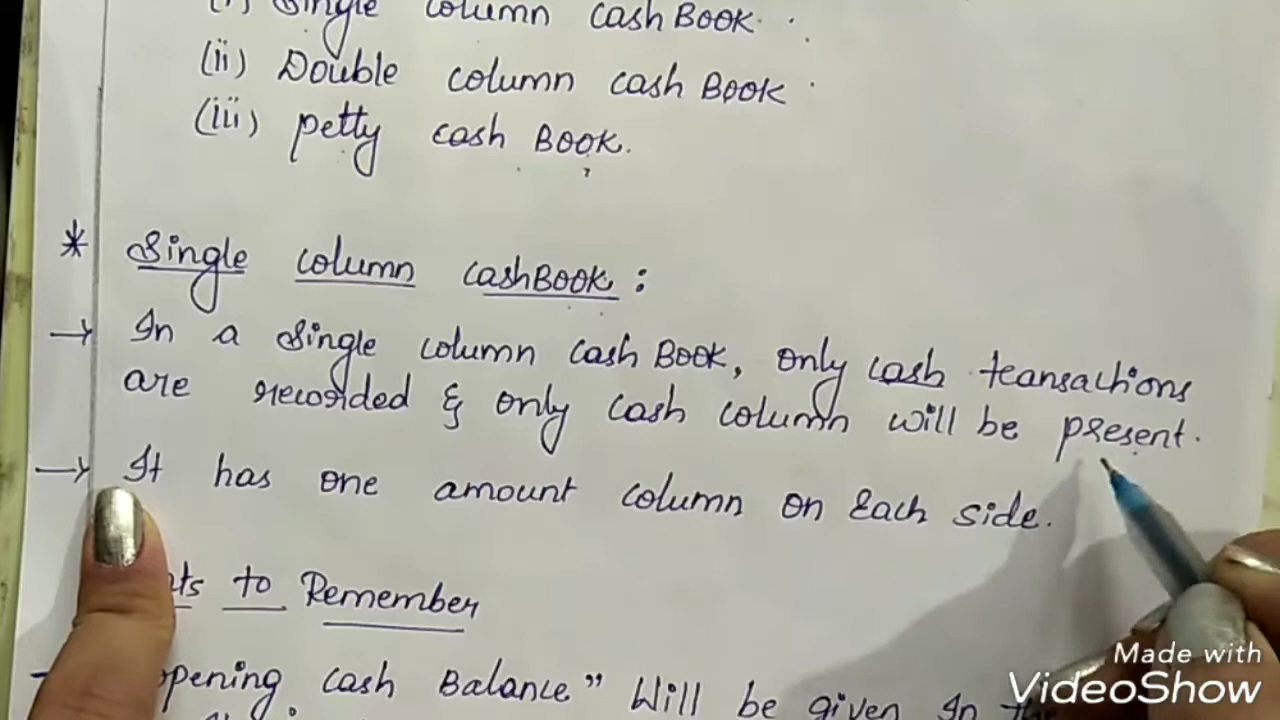 (i) Single column cash Book.
(ii) Double column cash Book
(iii) petty cash Book.
* Single column cashBook :
→ In a Single column cash Book, only cash transactions
are recorded & only cash column will be present.
→ It has one amount column on Each side.
to Remember
cash Balance" Will be given In the
Made with
VideoShow